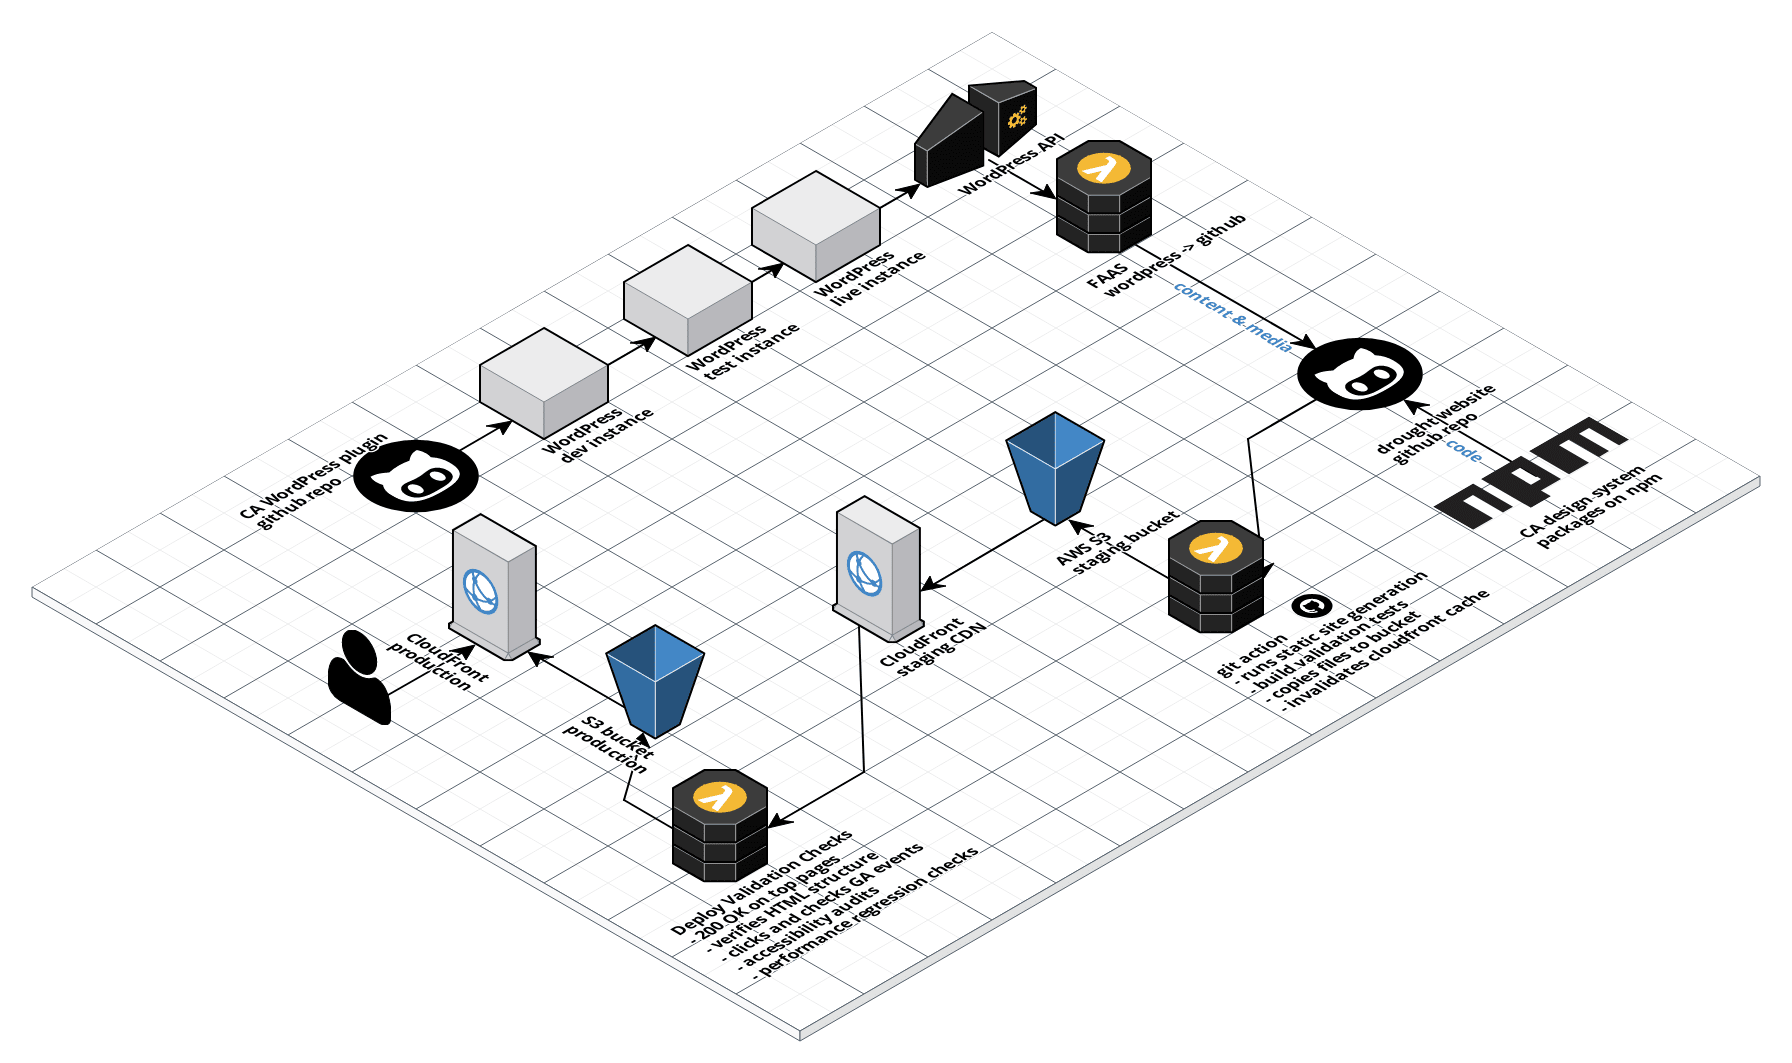 WordPress API
FAAS
wordpress -> github
content & media
WordPress
live instance
WordPress
test instance
WordPress
dev instance
CA WordPress plugin
github repo
drought website
github repo
code
npm
CA design system
packages on npm
AWS S3
staging bucket
git action
- runs static site generation
- build validation tests
- copies files to bucket
- invalidates cloudfront cache
CloudFront
staging CDN
CloudFront
production
S3 bucket
production
Deploy Validation Checks
- 200 OK on top pages
- verifies HTML structure
- clicks and checks GA events
- accessibility audits
- performance regression checks